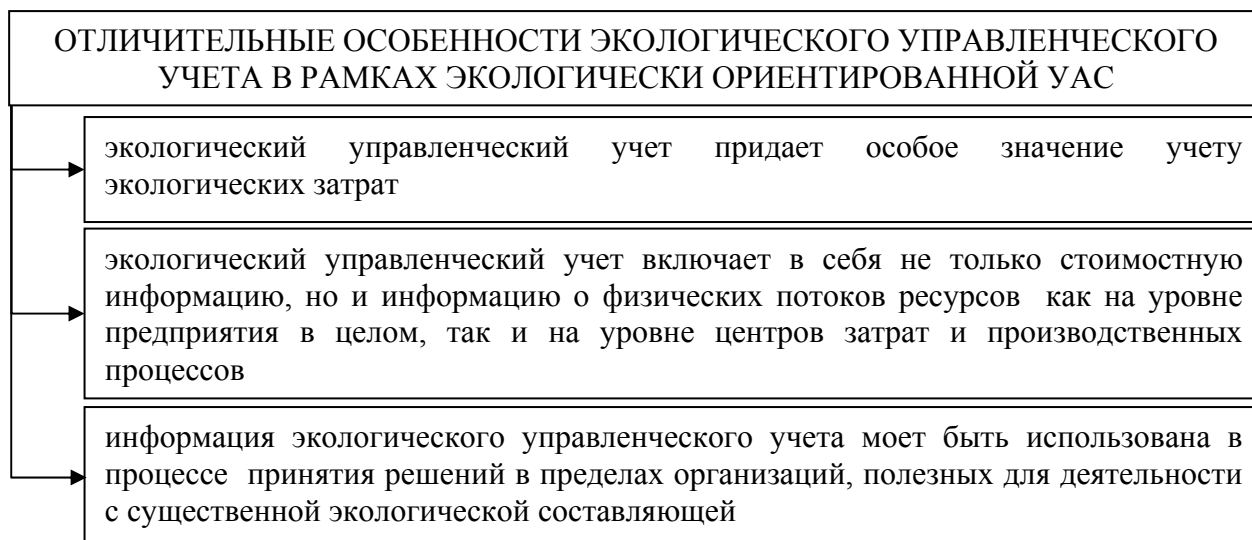 ОТЛИЧИТЕЛЬНЫЕ ОСОБЕННОСТИ ЭКОЛОГИЧЕСКОГО УПРАВЛЕНЧЕСКОГО
УЧЕТА В РАМКАХ ЭКОЛОГИЧЕСКИ ОРИЕНТИРОВАННОЙ УАС
экологический управленческий учет придает особое значение учету
экологических затрат
экологический управленческий учет включает в себя не только стоимостную
информацию, но и информацию о физических потоков ресурсов как на уровне
предприятия в целом, так и на уровне центров затрат и производственных
процессов
информация экологического управленческого учета моет быть использована в
процессе принятия решений в пределах организаций, полезных для деятельности
с существенной экологической составляющей